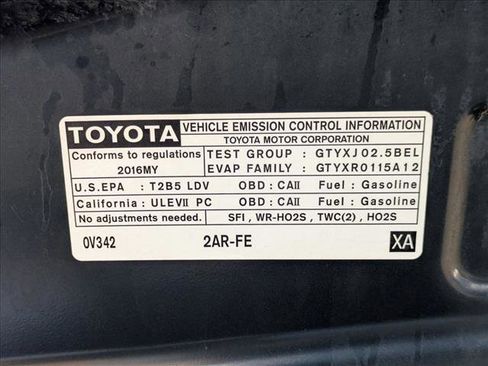 TOYOTA VEHICLE EMISSION CONTROL INFORMATION
TOYOTA MOTOR CORPORATION
Conforms to regulations TEST GROUP : GTYXJ02.5BEL
2016MY EVAP FAMILY : GTYXR0115A12
U.S.EPA : T2B5 LDV OBD : CAII Fuel : Gasoline
California : ULEVII PC OBD : CAII Fuel : Gasoline
No adjustments needed. SFI , WR-HO2S , TWC(2) , HO2S
0V342 2AR-FE XA